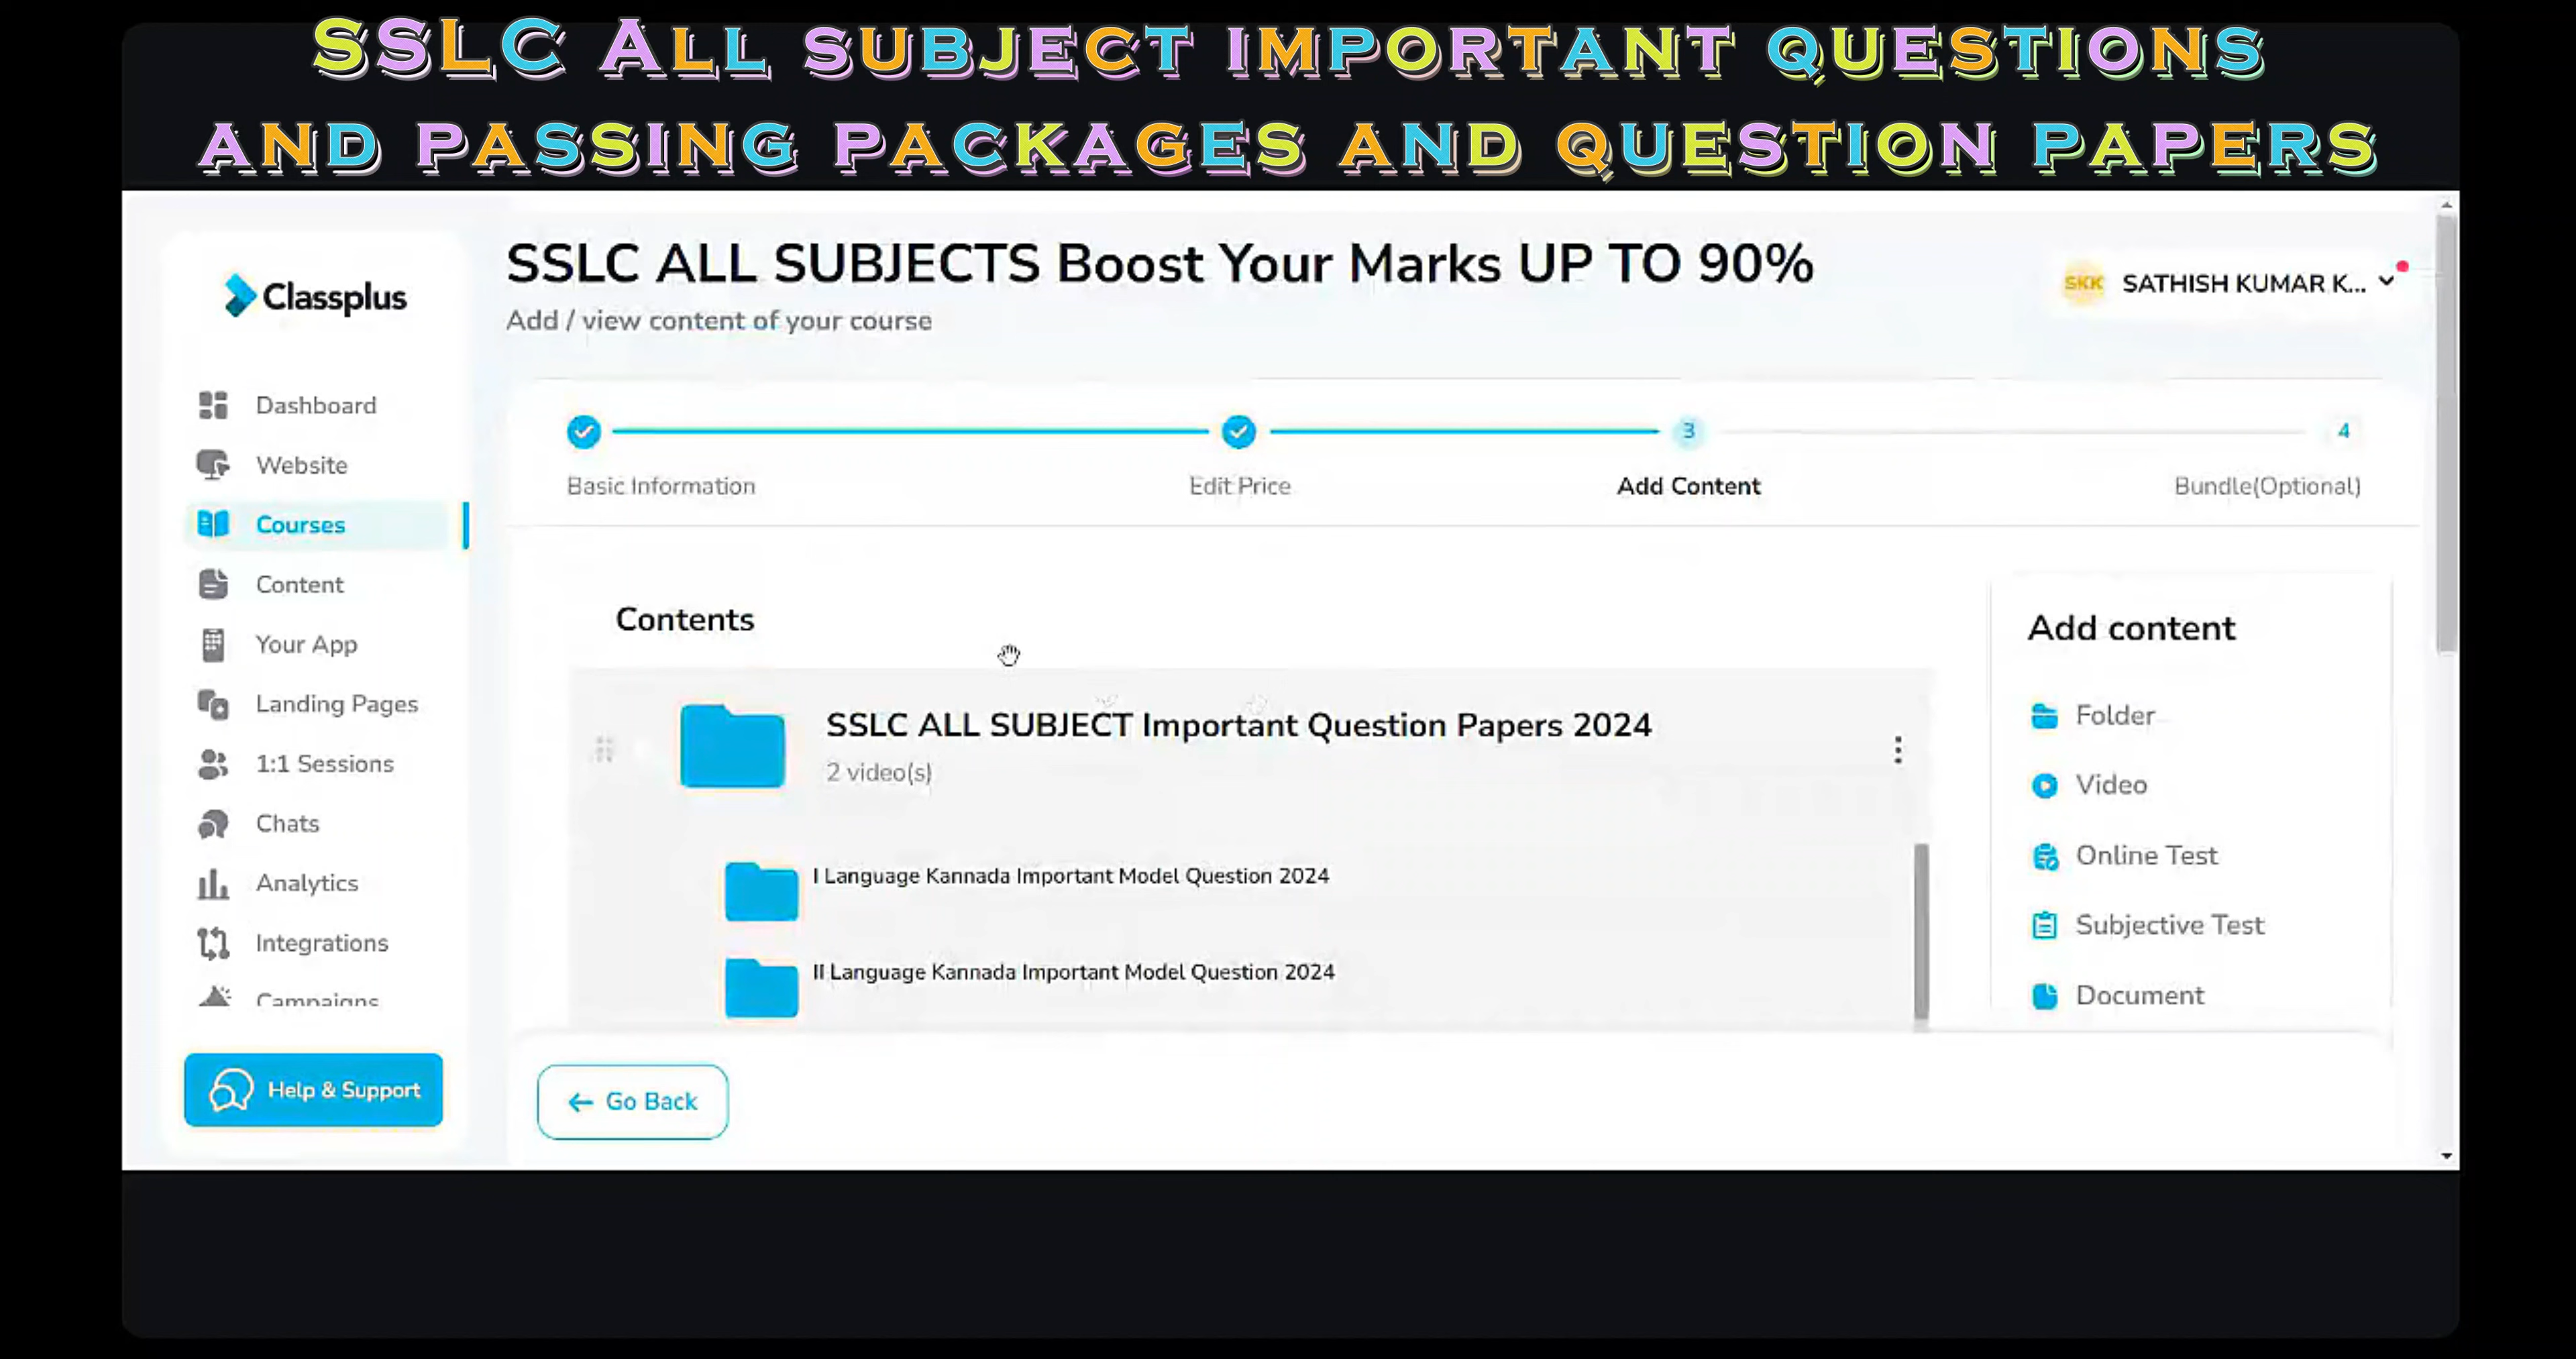 SSLC ALL SUBJECT IMPORTANT QUESTIONS
AND PASSING PACKAGES AND QUESTION PAPERS
Classplus
SSLC ALL SUBJECTS Boost Your Marks UP TO 90%
Add / view content of your course
SKK SATHISH KUMAR K...
Dashboard
Website
Courses
Content
Your App
Landing Pages
1:1 Sessions
Chats
Analytics
Integrations
Campaigns
Help & Support
3
4
Basic Information
Edit Price
Add Content
Bundle(Optional)
Contents
SSLC ALL SUBJECT Important Question Papers 2024
2 video(s)
I Language Kannada Important Model Question 2024
II Language Kannada Important Model Question 2024
Go Back
Add content
Folder
Video
Online Test
Subjective Test
Document